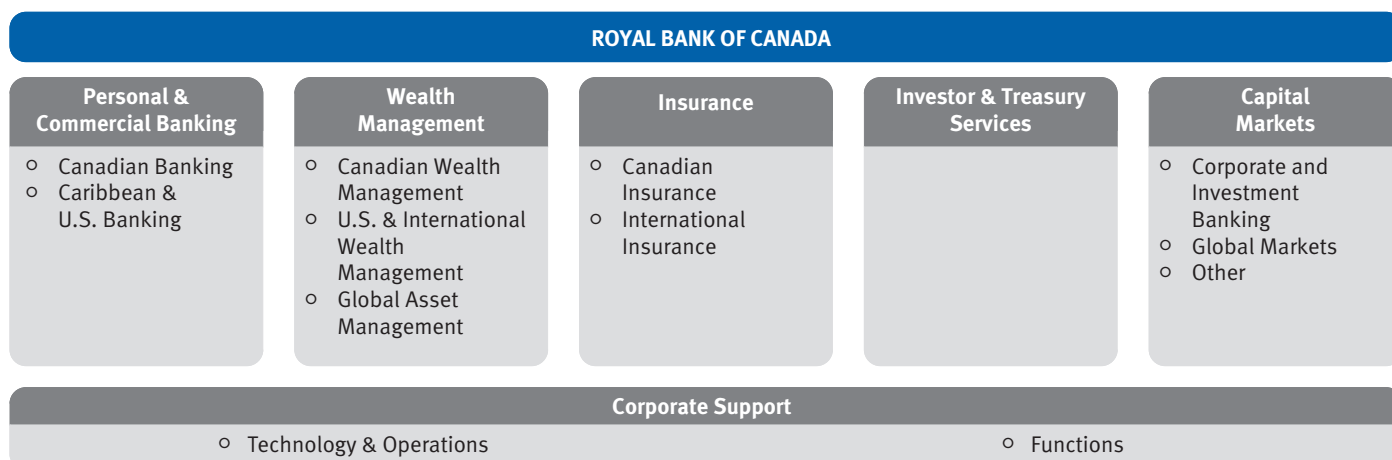 ROYAL BANK OF CANADA
Personal &
Commercial Banking
○ Canadian Banking
○ Caribbean &
U.S. Banking
Wealth
Management
○ Canadian Wealth
Management
○ U.S. & International
Wealth
Management
○ Global Asset
Management
Insurance
○ Canadian
Insurance
○ International
Insurance
Investor & Treasury
Services
Capital
Markets
○ Corporate and
Investment
Banking
○ Global Markets
○ Other
Corporate Support
○ Technology & Operations
○ Functions